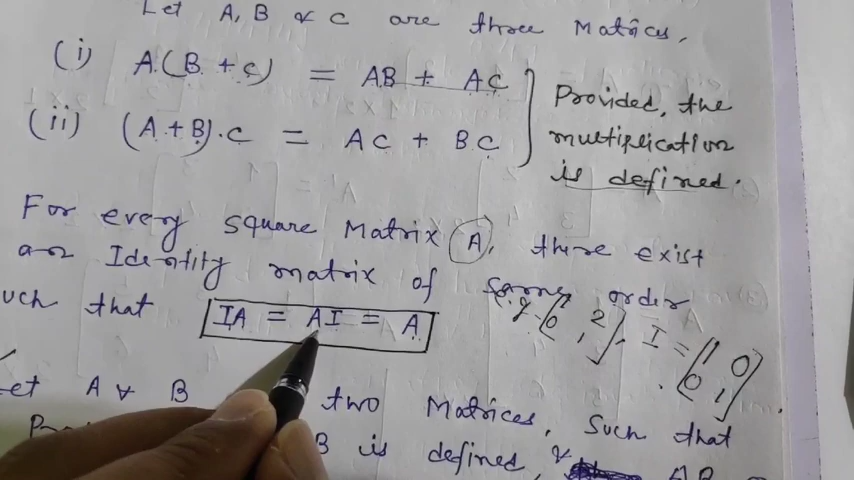 Let A, B & C are three Matrices,
(i) A.(B + C) = AB + AC
(ii) (A + B).C = AC + BC
Provided, the
multiplication
is defined.
For every square Matrix A, there exist
an Identity matrix of same order
such that IA = AI = A
I = (1 0
0, 1)
Let A & B two Matrices, Such that
B is defined, & AB